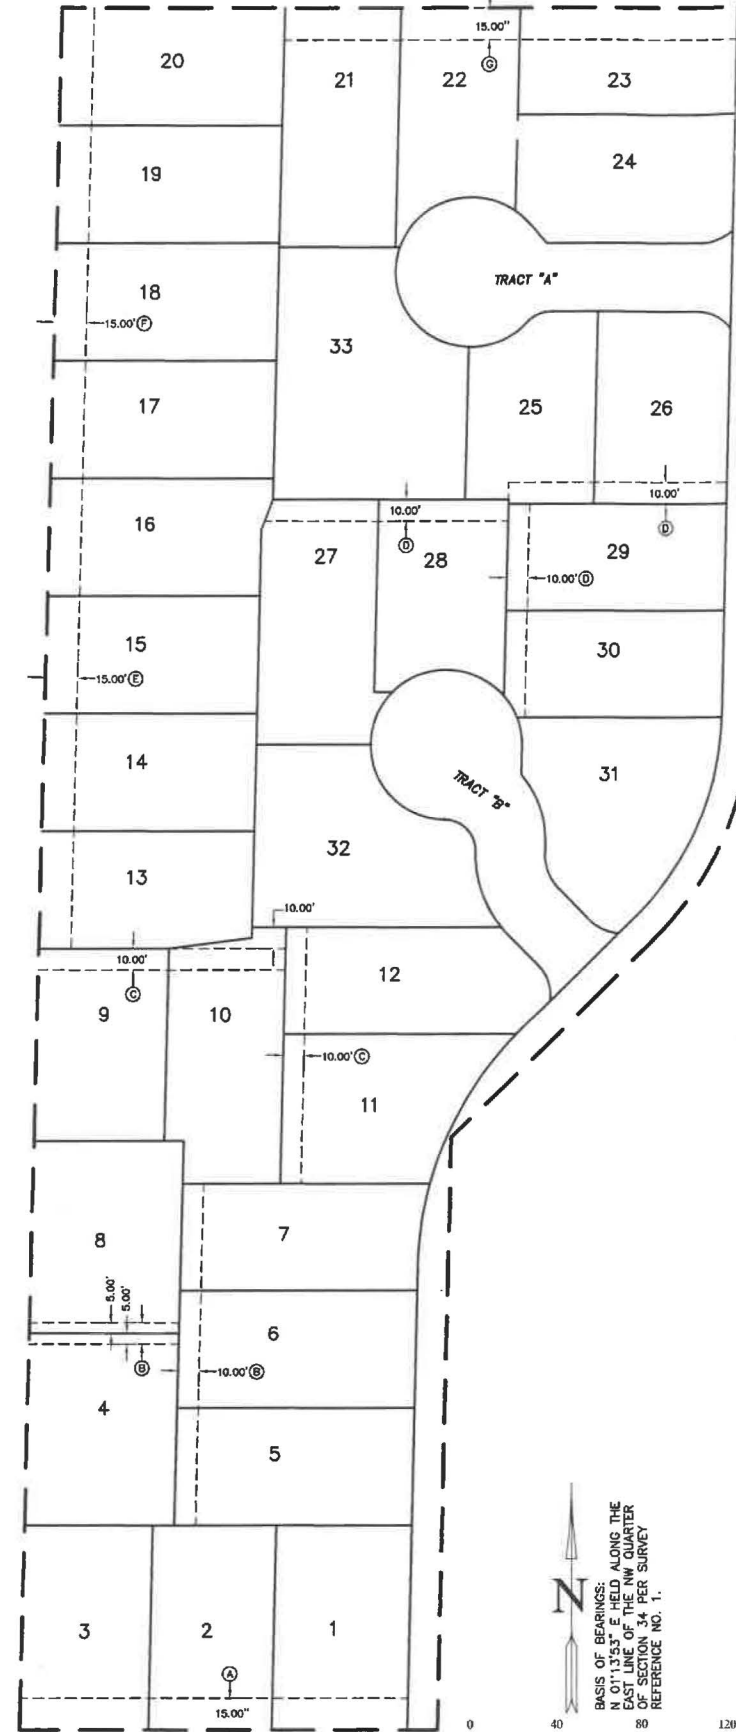 15.00"
G
20
21
22
23
19
24
TRACT "A"
18
15.00' F
33
17
25
26
10.00'
D
10.00'
D
16
27
28
29
10.00' D
15
30
15.00' E
14
TRACT "B"
31
13
32
10.00'
10.00'
C
12
9
10
10.00' C
11
8
7
5.00'
5.00'
B
6
10.00' B
4
5
3
2
1
A
15.00"
N
BASIS OF BEARINGS:
N 01°13'53" E HELD ALONG THE
EAST LINE OF THE NW QUARTER
OF SECTION 34 PER SURVEY
REFERENCE NO. 1.
0 40 80 120